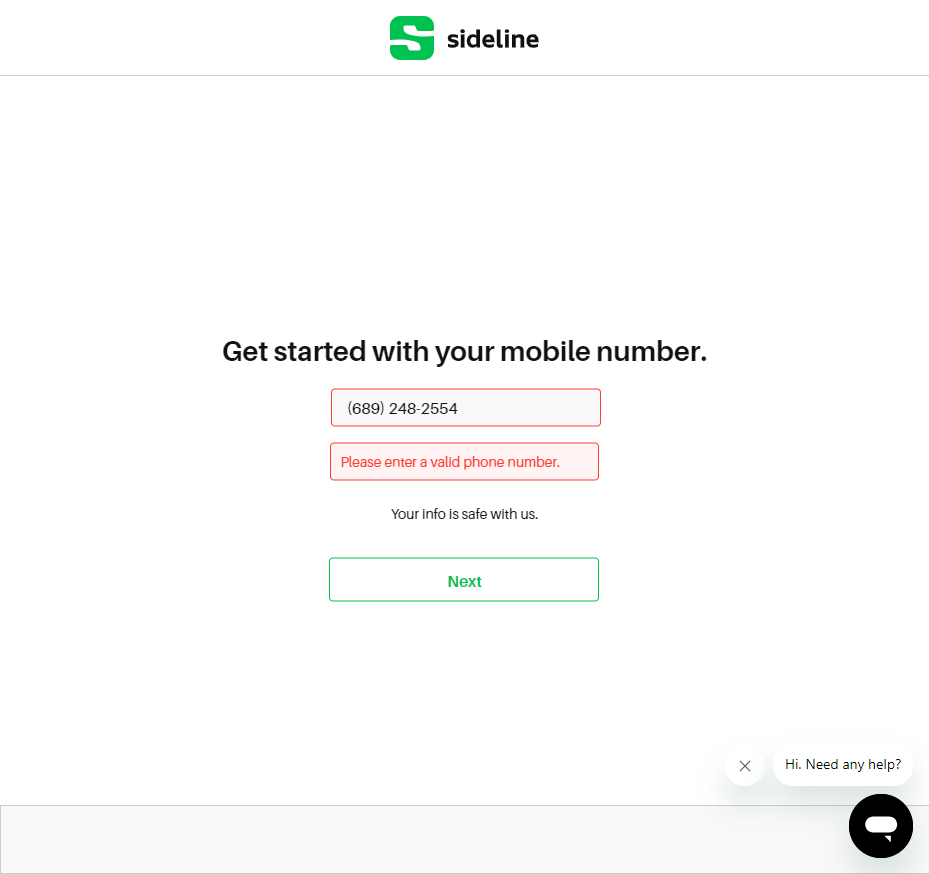 sideline
Get started with your mobile number.
(689) 248-2554
Please enter a valid phone number.
Your info is safe with us.
Next
Hi. Need any help?